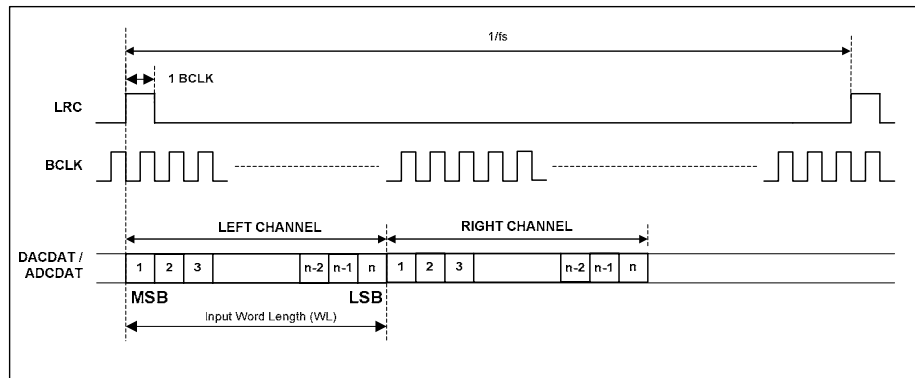 1/fs
1 BCLK
LRC
BCLK
LEFT CHANNEL
RIGHT CHANNEL
DACDAT /
ADCDAT
1 2 3 n-2 n-1 n 1 2 3 n-2 n-1 n
MSB LSB
Input Word Length (WL)